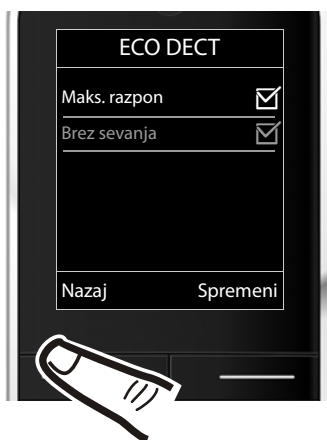 ECO DECT
Maks. razpon
Brez sevanja
Nazaj Spremeni